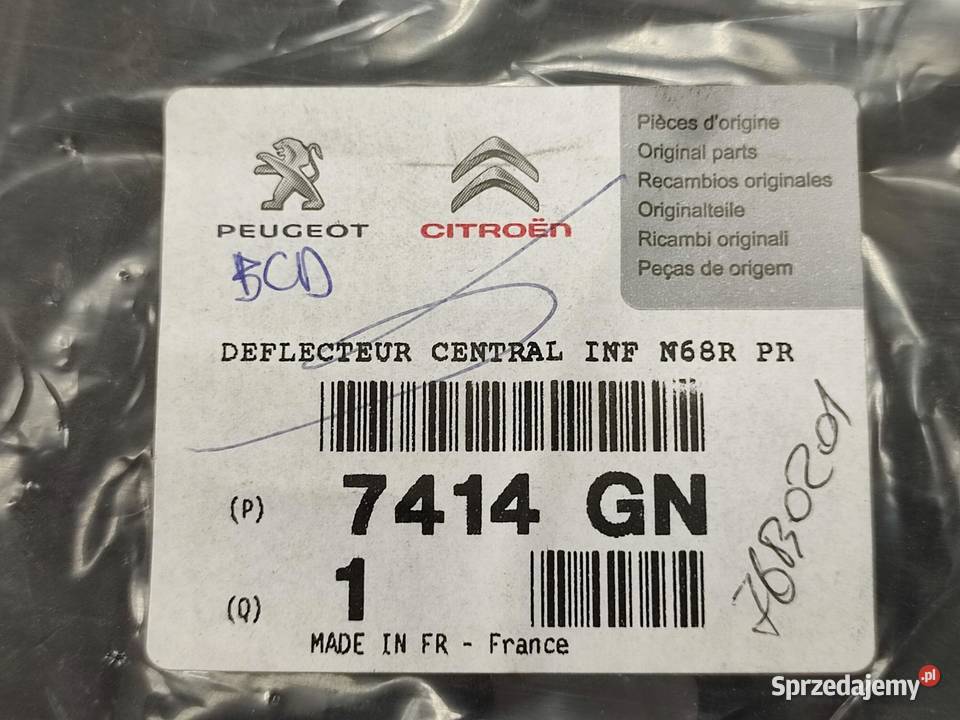 PEUGEOT
CITROËN
Pièces d'origine
Original parts
Recambios originales
Originalteile
Ricambi originali
Peças de origem
BCD
DEFLECTEUR CENTRAL INF N68R PR
(P) 7414 GN
(Q) 1
MADE IN FR - France
76B0201
Sprzedajemy.pl